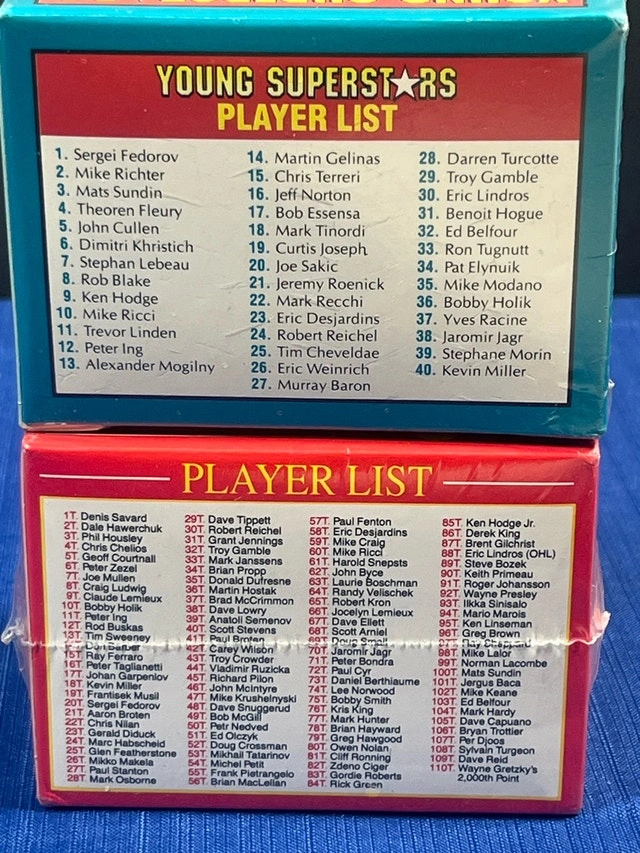 YOUNG SUPERSTARS
PLAYER LIST
1. Sergei Fedorov
2. Mike Richter
3. Mats Sundin
4. Theoren Fleury
5. John Cullen
6. Dimitri Khristich
7. Stephan Lebeau
8. Rob Blake
9. Ken Hodge
10. Mike Ricci
11. Trevor Linden
12. Peter Ing
13. Alexander Mogilny
14. Martin Gelinas
15. Chris Terreri
16. Jeff Norton
17. Bob Essensa
18. Mark Tinordi
19. Curtis Joseph
20. Joe Sakic
21. Jeremy Roenick
22. Mark Recchi
23. Eric Desjardins
24. Robert Reichel
25. Tim Cheveldae
26. Eric Weinrich
27. Murray Baron
28. Darren Turcotte
29. Troy Gamble
30. Eric Lindros
31. Benoit Hogue
32. Ed Belfour
33. Ron Tugnutt
34. Pat Elynuik
35. Mike Modano
36. Bobby Holik
37. Yves Racine
38. Jaromir Jagr
39. Stephane Morin
40. Kevin Miller
PLAYER LIST
1T. Denis Savard
2T. Dale Hawerchuk
3T. Phil Housley
4T. Chris Chelios
5T. Geoff Courtnall
6T. Peter Zezel
7T. Joe Mullen
8T. Craig Ludwig
9T. Claude Lemieux
10T. Bobby Holik
11T. Peter Ing
12T. Rod Buskas
13T. Tim Sweeney
14T. Don Barber
15T. Ray Ferraro
16T. Peter Taglianetti
17T. Johan Garpenlov
18T. Kevin Miller
19T. Frantisek Musil
20T. Sergei Fedorov
21T. Aaron Broten
22T. Chris Nilan
23T. Gerald Diduck
24T. Marc Habscheid
25T. Glen Featherstone
26T. Mikko Makela
27T. Paul Stanton
28T. Mark Osborne
29T. Dave Tippett
30T. Robert Reichel
31T. Grant Jennings
32T. Troy Gamble
33T. Mark Janssens
34T. Brian Propp
35T. Donald Dufresne
36T. Martin Hostak
37T. Brad McCrimmon
38T. Dave Lowry
39T. Anatoli Semenov
40T. Scott Stevens
41T. Paul Broten
42T. Carey Wilson
43T. Troy Crowder
44T. Vladimir Ruzicka
45T. Richard Pilon
46T. John McIntyre
47T. Mike Krushelnyski
48T. Dave Snuggerud
49T. Bob McGill
50T. Petr Nedved
51T. Ed Olczyk
52T. Doug Crossman
53T. Mikhail Tatarinov
54T. Michel Petit
55T. Frank Pietrangelo
56T. Brian MacLellan
57T. Paul Fenton
58T. Eric Desjardins
59T. Mike Craig
60T. Mike Ricci
61T. Harold Snepsts
62T. John Byce
63T. Laurie Boschman
64T. Randy Velischek
65T. Robert Kron
66T. Jocelyn Lemieux
67T. Dave Ellett
68T. Scott Arniel
69T. Doug Smail
70T. Jaromir Jagr
71T. Peter Bondra
72T. Paul Cyr
73T. Daniel Berthiaume
74T. Lee Norwood
75T. Bobby Smith
76T. Kris King
77T. Mark Hunter
78T. Brian Hayward
79T. Greg Hawgood
80T. Owen Nolan
81T. Cliff Ronning
82T. Zdeno Ciger
83T. Gordie Roberts
84T. Rick Green
85T. Ken Hodge Jr.
86T. Derek King
87T. Brent Gilchrist
88T. Eric Lindros (OHL)
89T. Steve Bozek
90T. Keith Primeau
91T. Roger Johansson
92T. Wayne Presley
93T. Ilkka Sinisalo
94T. Mario Marois
95T. Ken Linseman
96T. Greg Brown
97T. Ray Sheppard
98T. Mike Lalor
99T. Norman Lacombe
100T. Mats Sundin
101T. Jergus Baca
102T. Mike Keane
103T. Ed Belfour
104T. Mark Hardy
105T. Dave Capuano
106T. Bryan Trottier
107T. Per Djoos
108T. Sylvain Turgeon
109T. Dave Reid
110T. Wayne Gretzky's
2,000th Point